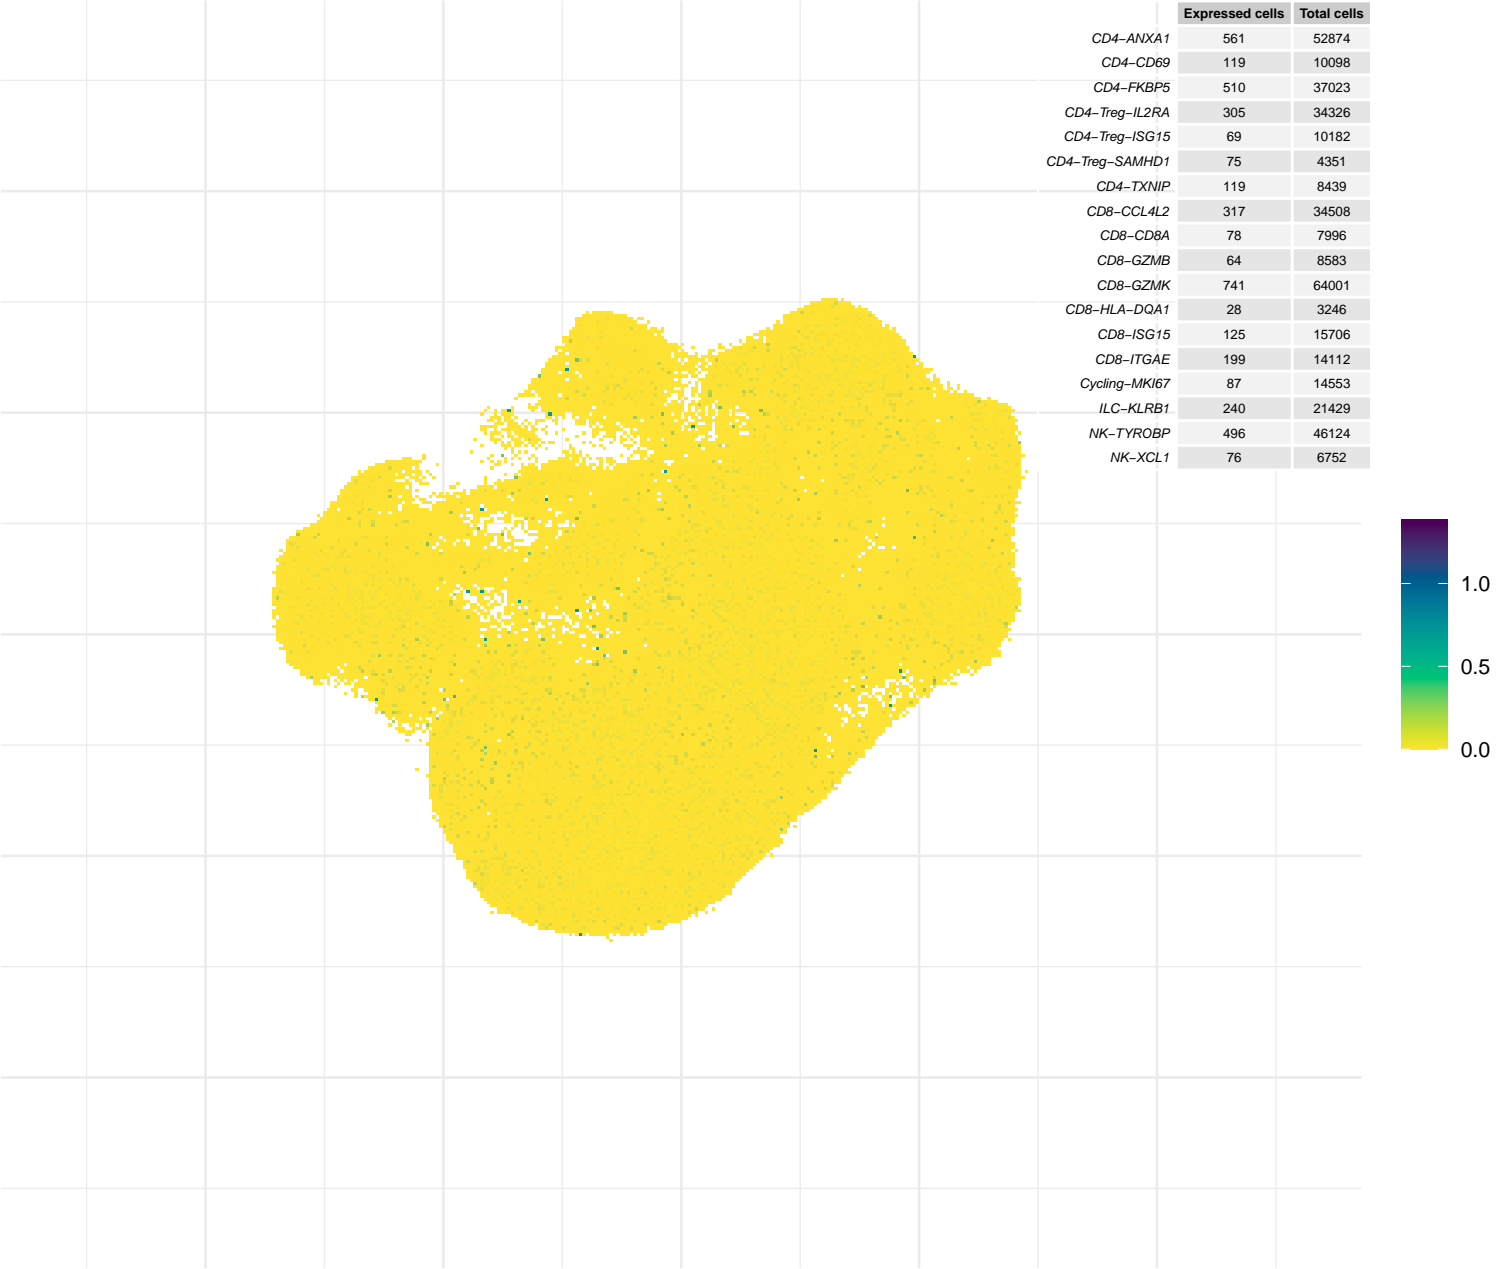 Expressed cells Total cells
CD4−ANXA1 561 52874
CD4−CD69 119 10098
CD4−FKBP5 510 37023
CD4−Treg−IL2RA 305 34326
CD4−Treg−ISG15 69 10182
CD4−Treg−SAMHD1 75 4351
CD4−TXNIP 119 8439
CD8−CCL4L2 317 34508
CD8−CD8A 78 7996
CD8−GZMB 64 8583
CD8−GZMK 741 64001
CD8−HLA−DQA1 28 3246
CD8−ISG15 125 15706
CD8−ITGAE 199 14112
Cycling−MKI67 87 14553
ILC−KLRB1 240 21429
NK−TYROBP 496 46124
NK−XCL1 76 6752
1.0
0.5
0.0